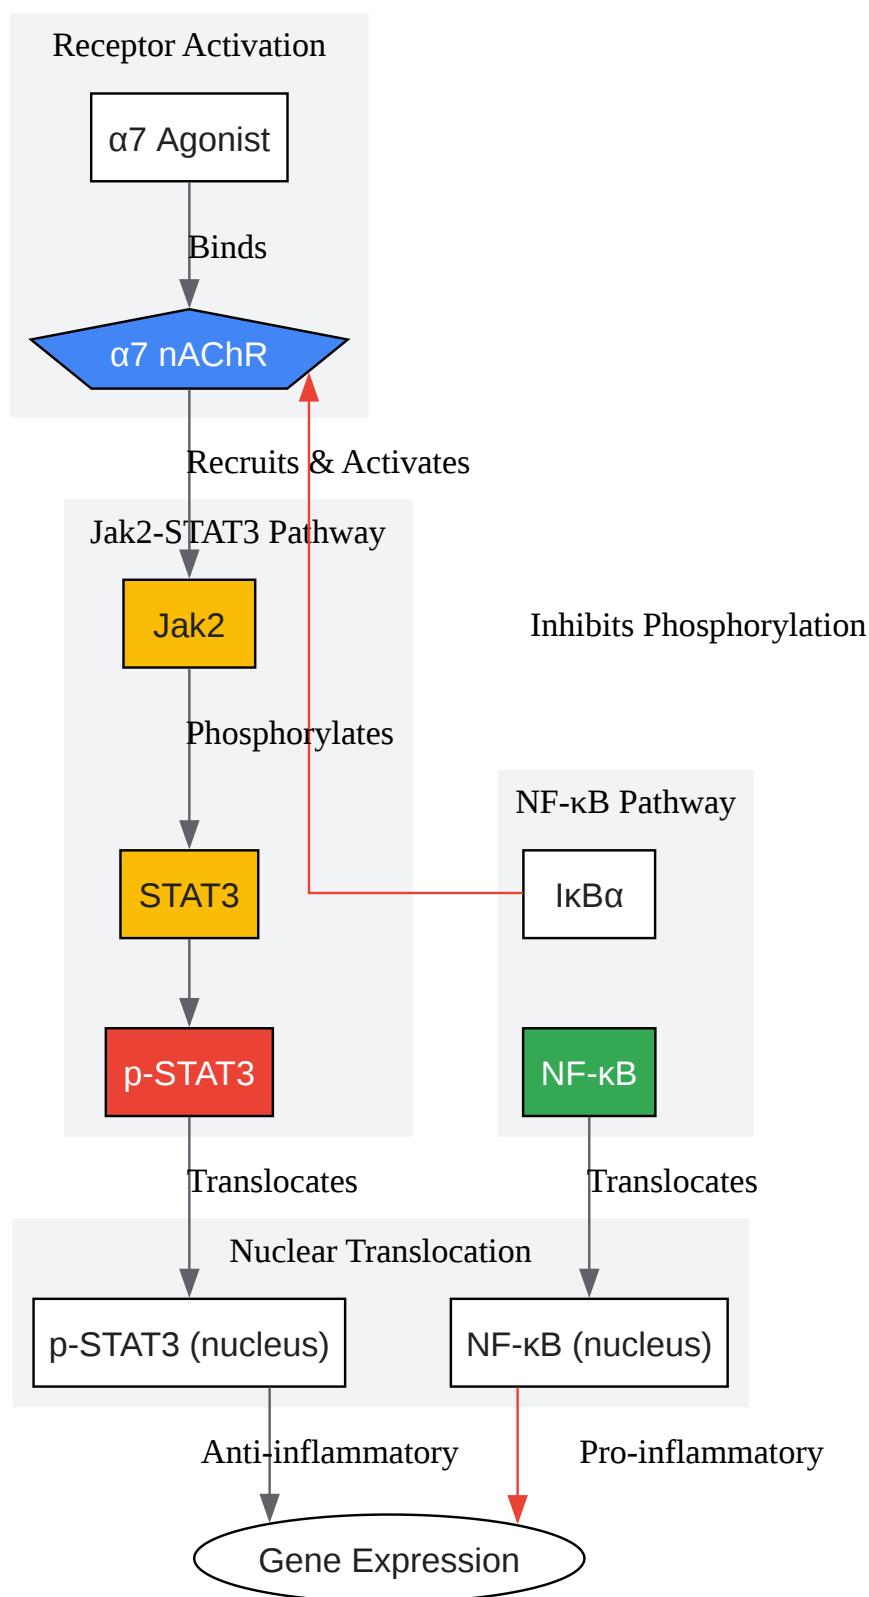 Receptor Activation
α7 Agonist
Binds
α7 nAChR
Recruits & Activates
Jak2-STAT3 Pathway
Jak2
Inhibits Phosphorylation
Phosphorylates
NF-κB Pathway
STAT3
IκBα
p-STAT3
NF-κB
Translocates
Translocates
Nuclear Translocation
p-STAT3 (nucleus)
NF-κB (nucleus)
Anti-inflammatory
Pro-inflammatory
Gene Expression